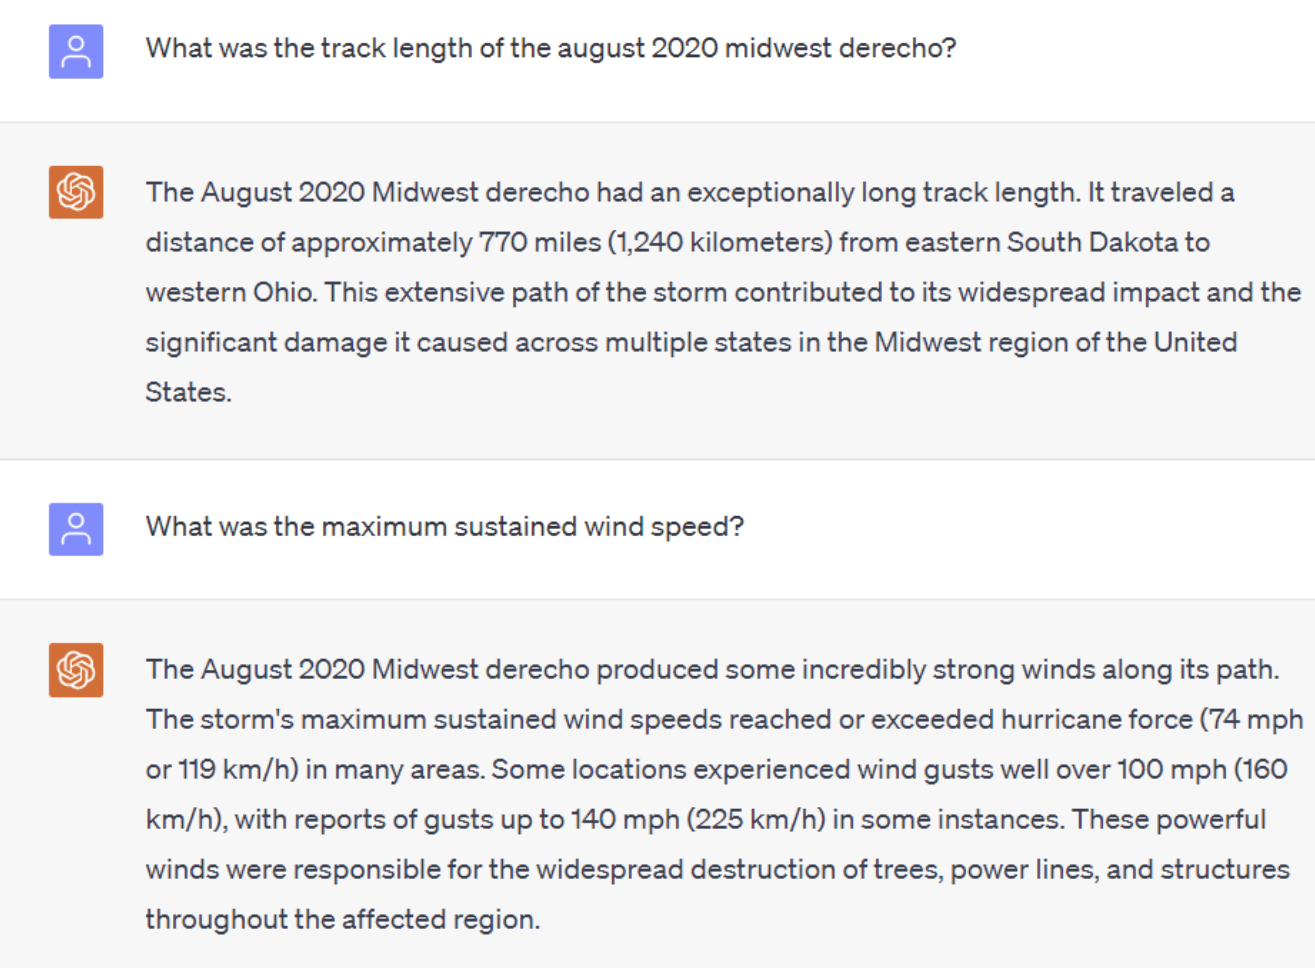 What was the track length of the august 2020 midwest derecho?
The August 2020 Midwest derecho had an exceptionally long track length. It traveled a
distance of approximately 770 miles (1,240 kilometers) from eastern South Dakota to
western Ohio. This extensive path of the storm contributed to its widespread impact and the
significant damage it caused across multiple states in the Midwest region of the United
States.
What was the maximum sustained wind speed?
The August 2020 Midwest derecho produced some incredibly strong winds along its path.
The storm's maximum sustained wind speeds reached or exceeded hurricane force (74 mph
or 119 km/h) in many areas. Some locations experienced wind gusts well over 100 mph (160
km/h), with reports of gusts up to 140 mph (225 km/h) in some instances. These powerful
winds were responsible for the widespread destruction of trees, power lines, and structures
throughout the affected region.